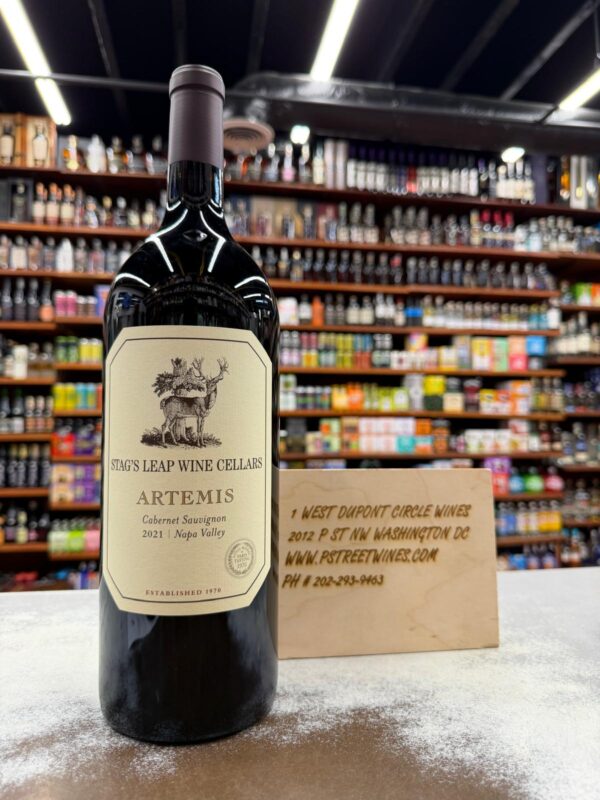 STAG'S LEAP WINE CELLARS
ARTEMIS
Cabernet Sauvignon
2021 | Napa Valley
ESTABLISHED 1970
1 WEST DUPONT CIRCLE WINES
2012 P ST NW WASHINGTON DC
WWW.PSTREETWINES.COM
PH # 202-293-9463